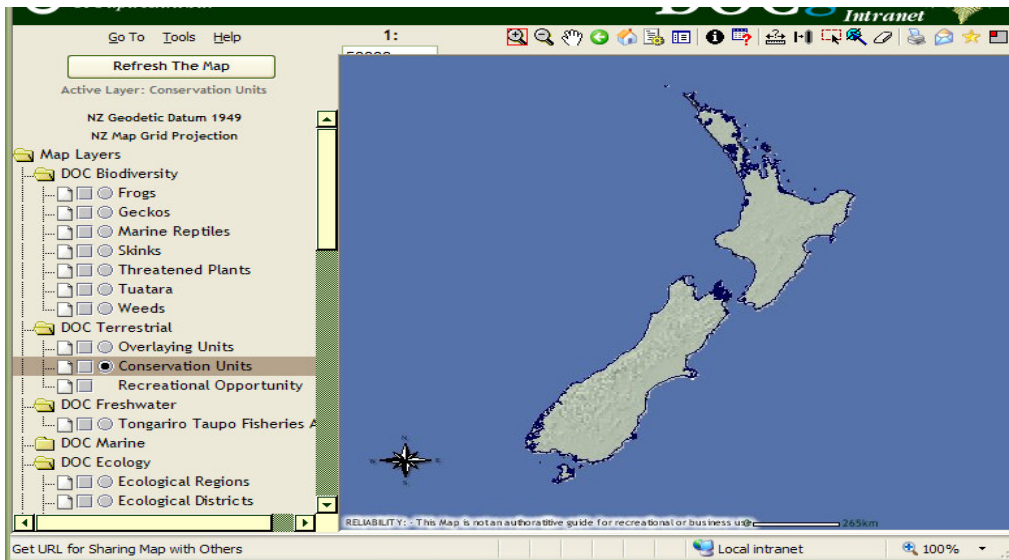 DOCg
Intranet
Go To Tools Help 1:
Refresh The Map
Active Layer: Conservation Units
NZ Geodetic Datum 1949
NZ Map Grid Projection
Map Layers
DOC Biodiversity
Frogs
Geckos
Marine Reptiles
Skinks
Threatened Plants
Tuatara
Weeds
DOC Terrestrial
Overlaying Units
Conservation Units
Recreational Opportunity
DOC Freshwater
Tongariro Taupo Fisheries A
DOC Marine
DOC Ecology
Ecological Regions
Ecological Districts
N
RELIABILITY: - This Map is not an authoratitive guide for recreational or business use 265km
Get URL for Sharing Map with Others Local intranet 100%